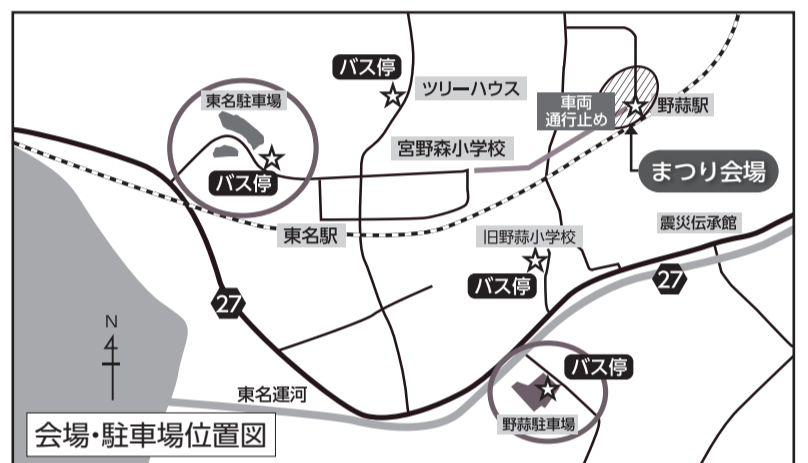 バス停
ツリーハウス
東名駐車場
バス停
宮野森小学校
車両
通行止め
野蒜駅
まつり会場
東名駅
旧野蒜小学校
バス停
震災伝承館
27
27
N
東名運河
バス停
野蒜駐車場
会場・駐車場位置図